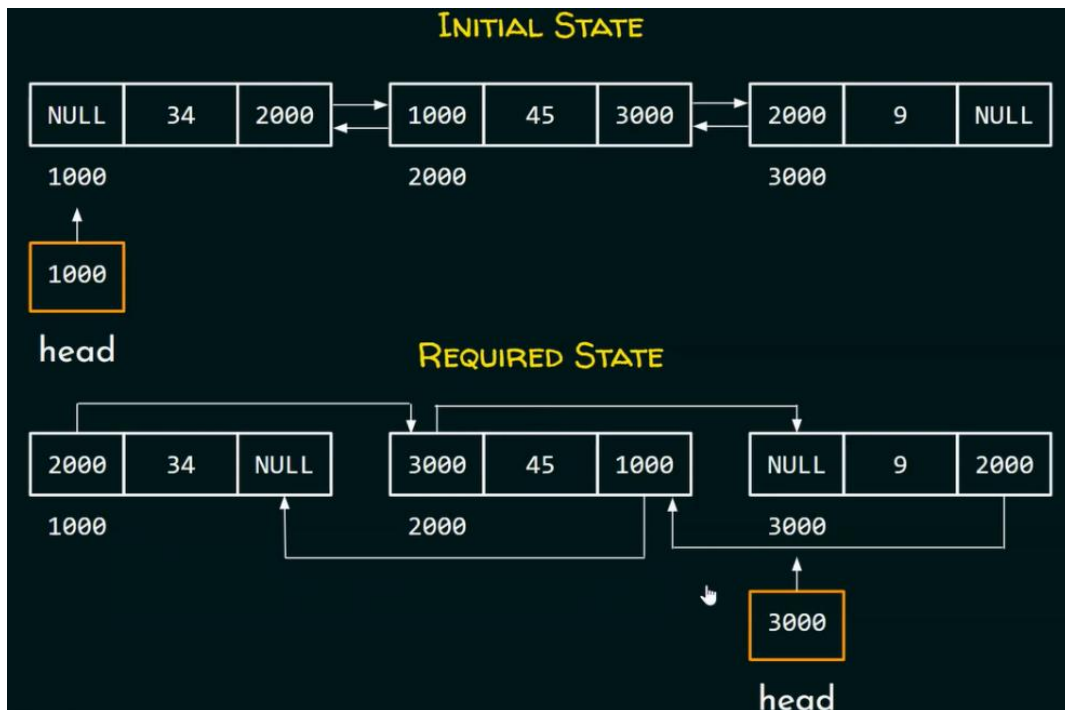 INITIAL STATE
NULL 34 2000 1000 45 3000 2000 9 NULL
1000 2000 3000
1000
head
REQUIRED STATE
2000 34 NULL 3000 45 1000 NULL 9 2000
1000 2000 3000
3000
head